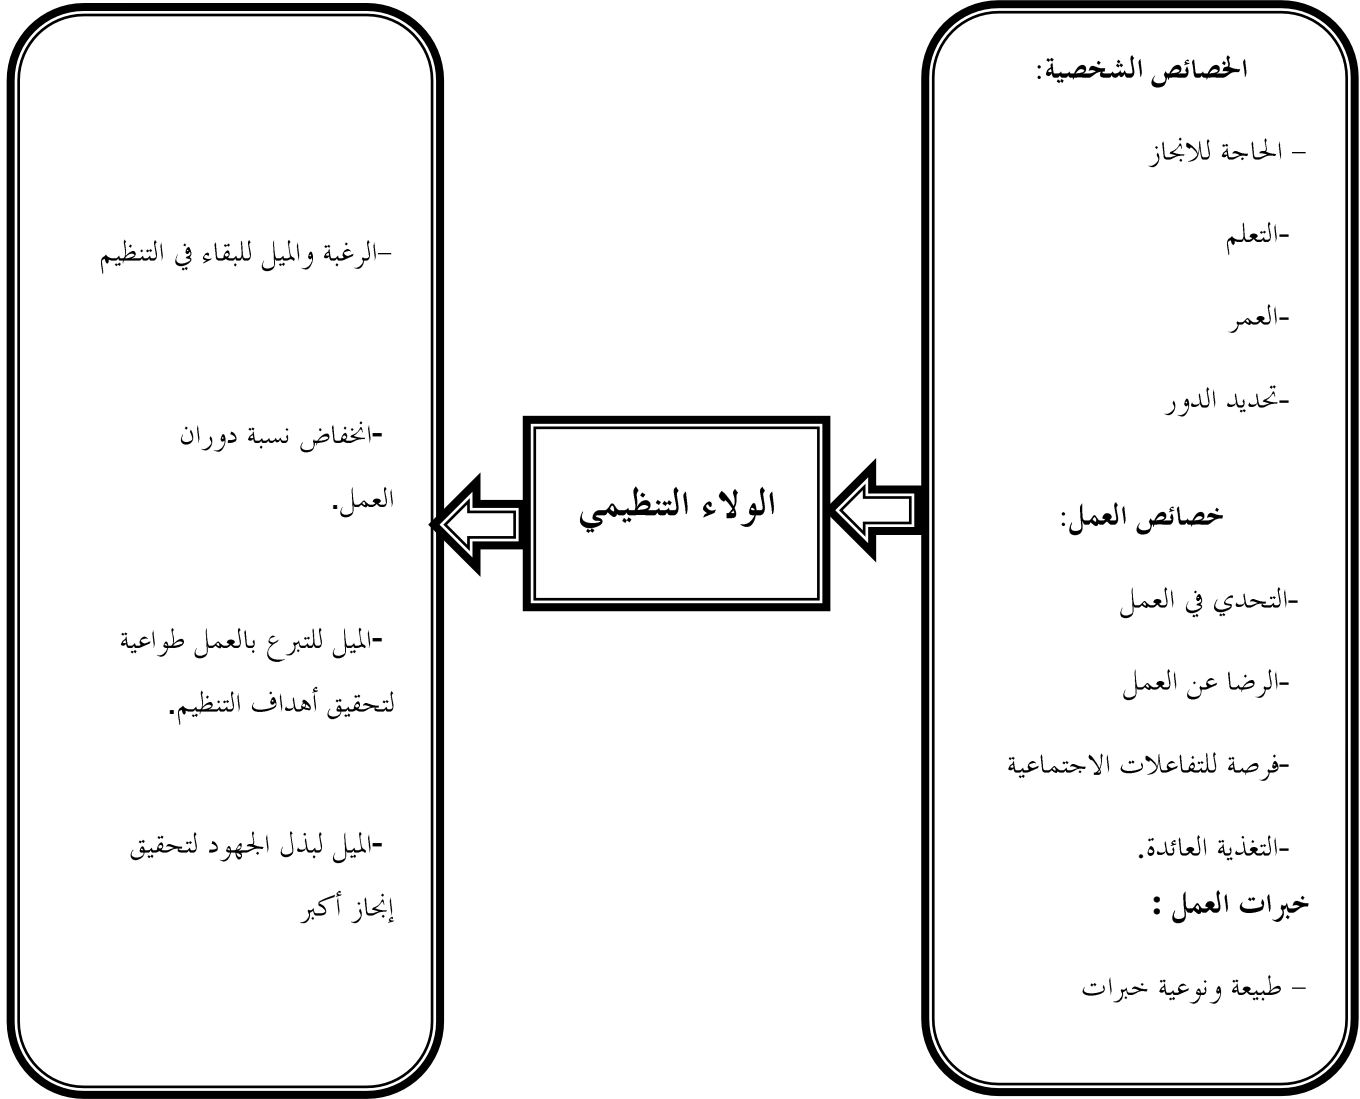 الخصائص الشخصية:
– الحاجة للانجاز
-التعلم
-العمر
-تحديد الدور
خصائص العمل:
-التحدي في العمل
-الرضا عن العمل
-فرصة للتفاعلات الاجتماعية
-التغذية العائدة.
خبرات العمل :
– طبيعة ونوعية خبرات
الولاء التنظيمي
–الرغبة والميل للبقاء في التنظيم
-انخفاض نسبة دوران
العمل.
-الميل للتبرع بالعمل طواعية
لتحقيق أهداف التنظيم.
-الميل لبذل الجهود لتحقيق
إنجاز أكبر